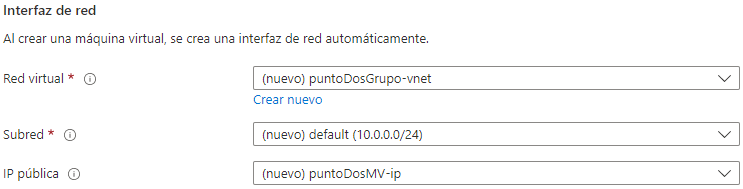 Interfaz de red
Al crear una máquina virtual, se crea una interfaz de red automáticamente.
Red virtual * (nuevo) puntoDosGrupo-vnet
Crear nuevo
Subred * (nuevo) default (10.0.0.0/24)
IP pública (nuevo) puntoDosMV-ip